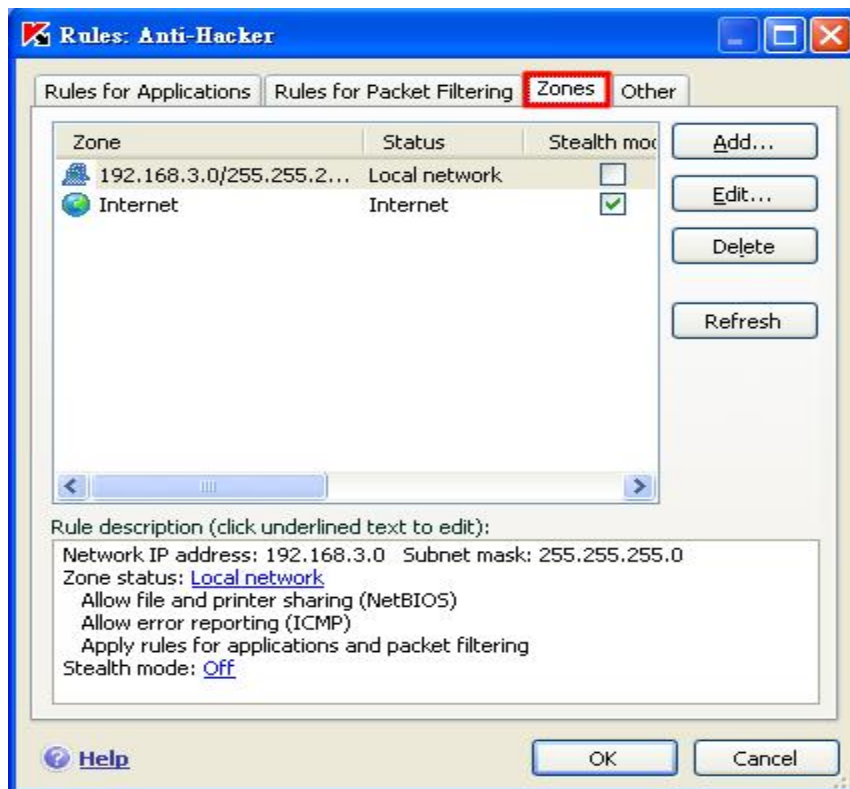 Rules: Anti-Hacker
Rules for Applications Rules for Packet Filtering Zones Other
Zone Status Stealth mod
192.168.3.0/255.255.2... Local network
Internet Internet
Add...
Edit...
Delete
Refresh
Rule description (click underlined text to edit):
Network IP address: 192.168.3.0 Subnet mask: 255.255.255.0
Zone status: Local network
Allow file and printer sharing (NetBIOS)
Allow error reporting (ICMP)
Apply rules for applications and packet filtering
Stealth mode: Off
Help OK Cancel